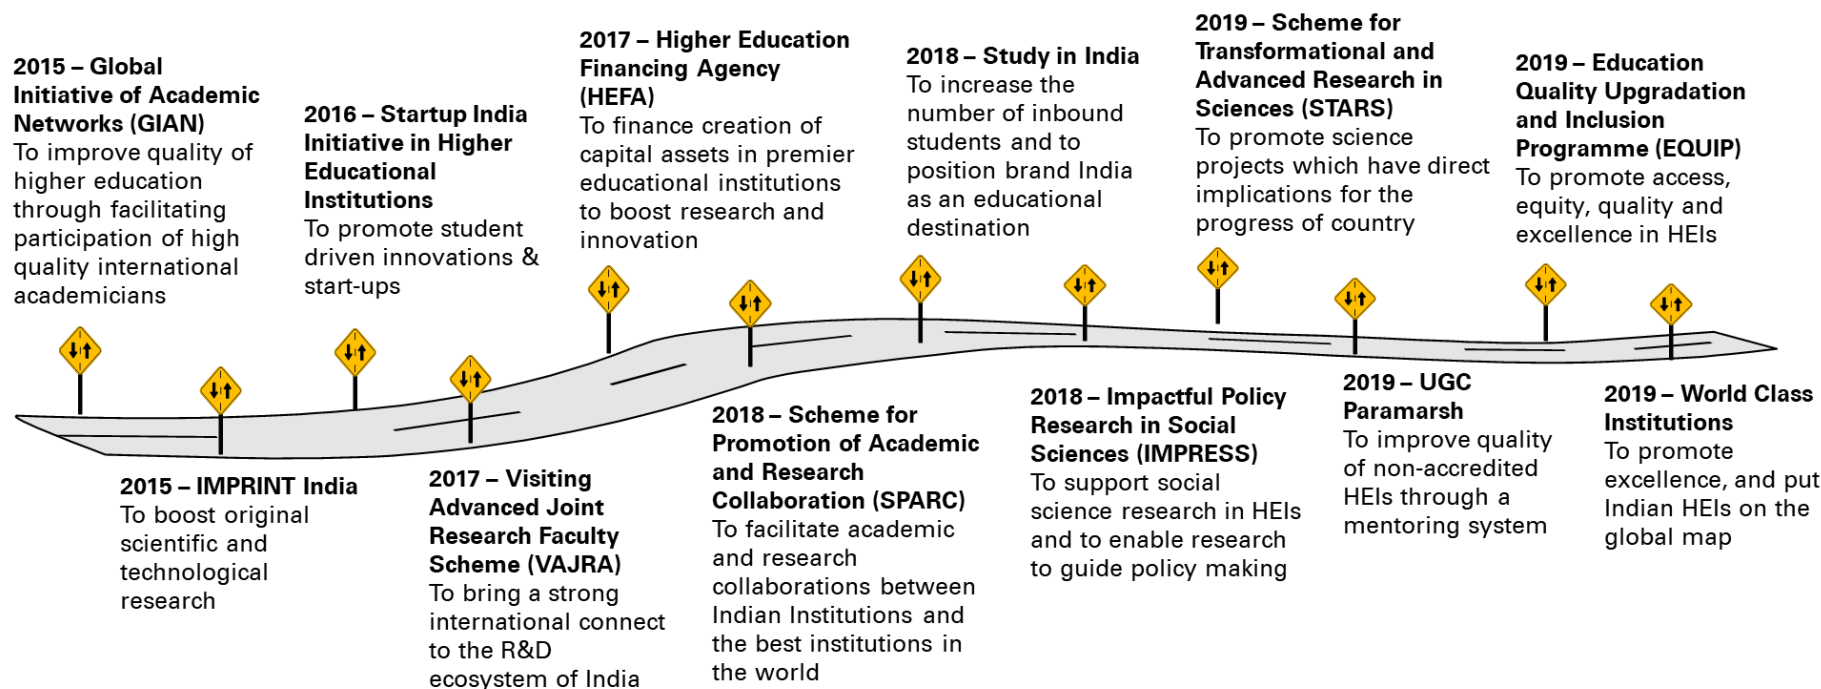 2015 – Global
Initiative of Academic
Networks (GIAN)
To improve quality of
higher education
through facilitating
participation of high
quality international
academicians
2015 – IMPRINT India
To boost original
scientific and
technological
research
2016 – Startup India
Initiative in Higher
Educational
Institutions
To promote student
driven innovations &
start-ups
2017 – Visiting
Advanced Joint
Research Faculty
Scheme (VAJRA)
To bring a strong
international connect
to the R&D
ecosystem of India
2017 – Higher Education
Financing Agency
(HEFA)
To finance creation of
capital assets in premier
educational institutions
to boost research and
innovation
2018 – Scheme for
Promotion of Academic
and Research
Collaboration (SPARC)
To facilitate academic
and research
collaborations between
Indian Institutions and
the best institutions in
the world
2018 – Study in India
To increase the
number of inbound
students and to
position brand India
as an educational
destination
2018 – Impactful Policy
Research in Social
Sciences (IMPRESS)
To support social
science research in HEIs
and to enable research
to guide policy making
2019 – Scheme for
Transformational and
Advanced Research in
Sciences (STARS)
To promote science
projects which have direct
implications for the
progress of country
2019 – UGC
Paramarsh
To improve quality
of non-accredited
HEIs through a
mentoring system
2019 – Education
Quality Upgradation
and Inclusion
Programme (EQUIP)
To promote access,
equity, quality and
excellence in HEIs
2019 – World Class
Institutions
To promote
excellence, and put
Indian HEIs on the
global map